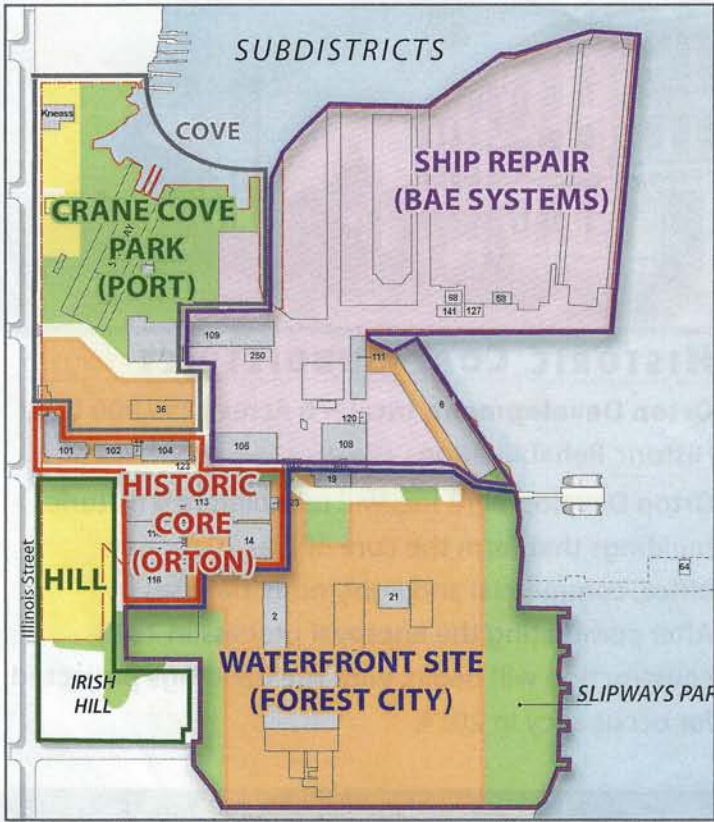 SUBDISTRICTS
Kneass
COVE
SHIP REPAIR
(BAE SYSTEMS)
CRANE COVE
PARK
(PORT)
68
58
141
127
109
250
111
6
36
120
101
102
104
105
108
123
19
HISTORIC
CORE
(ORTON)
113
14
116
HILL
Illinois Street
64
2
21
WATERFRONT SITE
(FOREST CITY)
IRISH
HILL
SLIPWAYS PAR